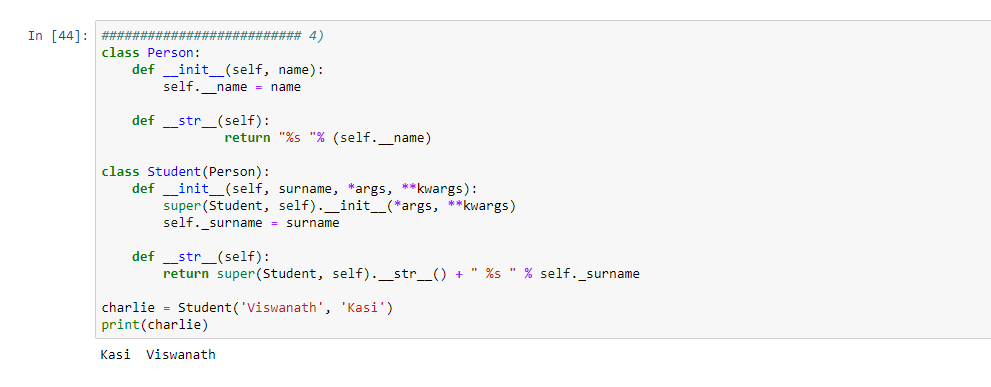 In [44]: ########################## 4)
class Person:
    def __init__(self, name):
        self.__name = name

    def __str__(self):
                return "%s "% (self.__name)

class Student(Person):
    def __init__(self, surname, *args, **kwargs):
        super(Student, self).__init__(*args, **kwargs)
        self._surname = surname

    def __str__(self):
        return super(Student, self).__str__() + " %s " % self._surname

charlie = Student('Viswanath', 'Kasi')
print(charlie)
Kasi  Viswanath